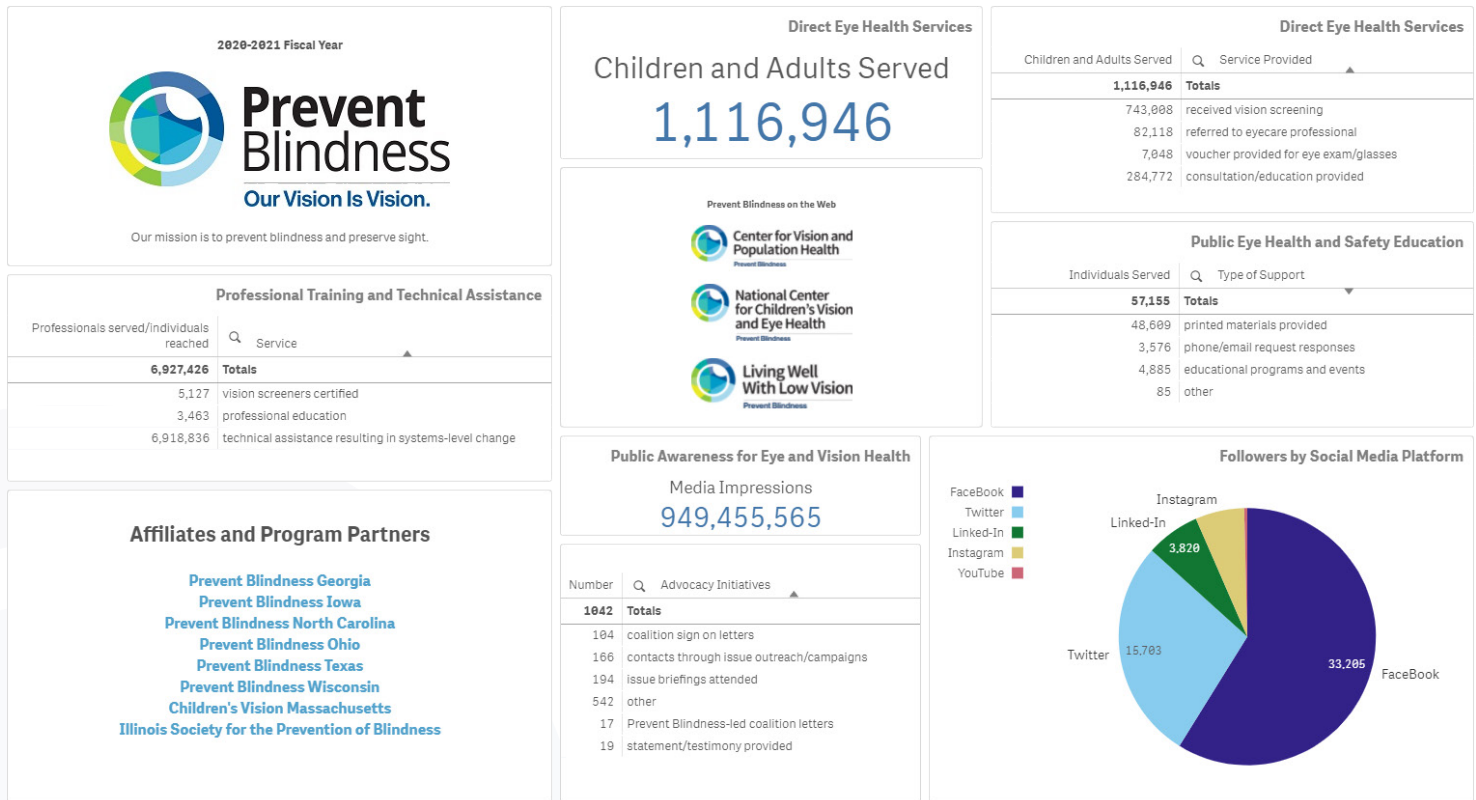 2020-2021 Fiscal Year
Prevent
Blindness
Our Vision Is Vision.
Our mission is to prevent blindness and preserve sight.
Professional Training and Technical Assistance
Professionals served/individuals
reached
Service
6,927,426 Totals
5,127 vision screeners certified
3,463 professional education
6,918,836 technical assistance resulting in systems-level change
Affiliates and Program Partners
Prevent Blindness Georgia
Prevent Blindness Iowa
Prevent Blindness North Carolina
Prevent Blindness Ohio
Prevent Blindness Texas
Prevent Blindness Wisconsin
Children's Vision Massachusetts
Illinois Society for the Prevention of Blindness
Direct Eye Health Services
Children and Adults Served
1,116,946
Prevent Blindness on the Web
Center for Vision and
Population Health
Prevent Blindness
National Center
for Children's Vision
and Eye Health
Prevent Blindness
Living Well
With Low Vision
Prevent Blindness
Public Awareness for Eye and Vision Health
Media Impressions
949,455,565
Number Advocacy Initiatives
1042 Totals
104 coalition sign on letters
166 contacts through issue outreach/campaigns
194 issue briefings attended
542 other
17 Prevent Blindness-led coalition letters
19 statement/testimony provided
Direct Eye Health Services
Children and Adults Served Service Provided
1,116,946 Totals
743,008 received vision screening
82,118 referred to eyecare professional
7,048 voucher provided for eye exam/glasses
284,772 consultation/education provided
Public Eye Health and Safety Education
Individuals Served Type of Support
57,155 Totals
48,609 printed materials provided
3,576 phone/email request responses
4,885 educational programs and events
85 other
Followers by Social Media Platform
FaceBook
Twitter
Linked-In
Instagram
YouTube
Instagram
Linked-In
3,820
Twitter
15,703
33,205
FaceBook